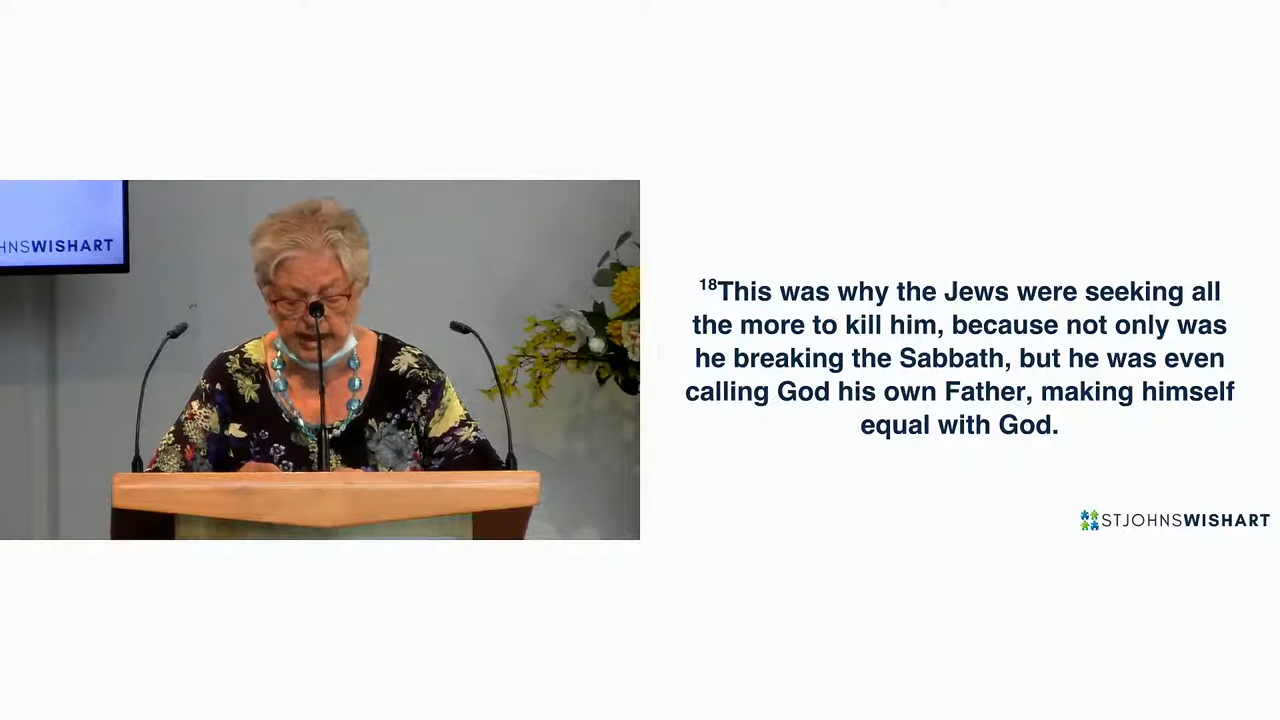 HNSWISHART
¹⁸This was why the Jews were seeking all
the more to kill him, because not only was
he breaking the Sabbath, but he was even
calling God his own Father, making himself
equal with God.
STJOHNSWISHART